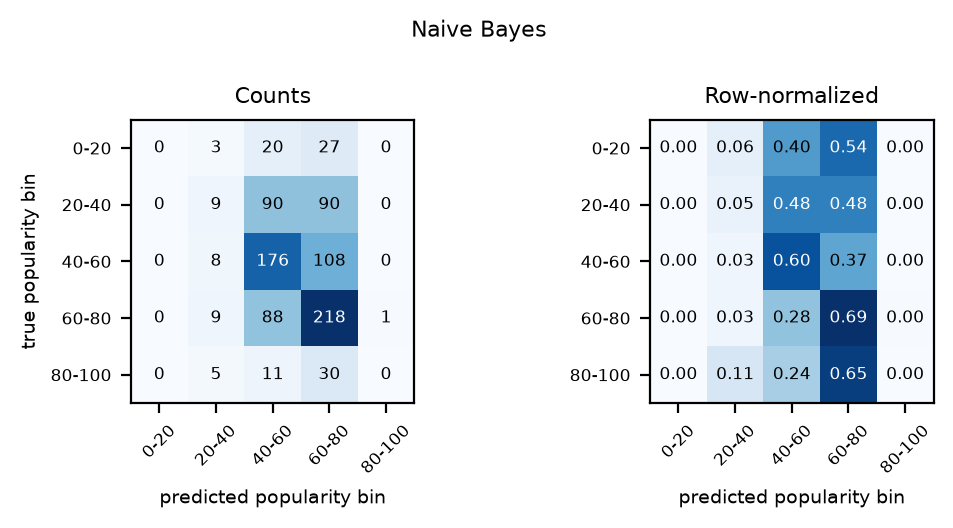 Naive Bayes
Counts
true popularity bin
0-20 0 3 20 27 0
20-40 0 9 90 90 0
40-60 0 8 176 108 0
60-80 0 9 88 218 1
80-100 0 5 11 30 0
0-20 20-40 40-60 60-80 80-100
predicted popularity bin
Row-normalized
0-20 0.00 0.06 0.40 0.54 0.00
20-40 0.00 0.05 0.48 0.48 0.00
40-60 0.00 0.03 0.60 0.37 0.00
60-80 0.00 0.03 0.28 0.69 0.00
80-100 0.00 0.11 0.24 0.65 0.00
0-20 20-40 40-60 60-80 80-100
predicted popularity bin